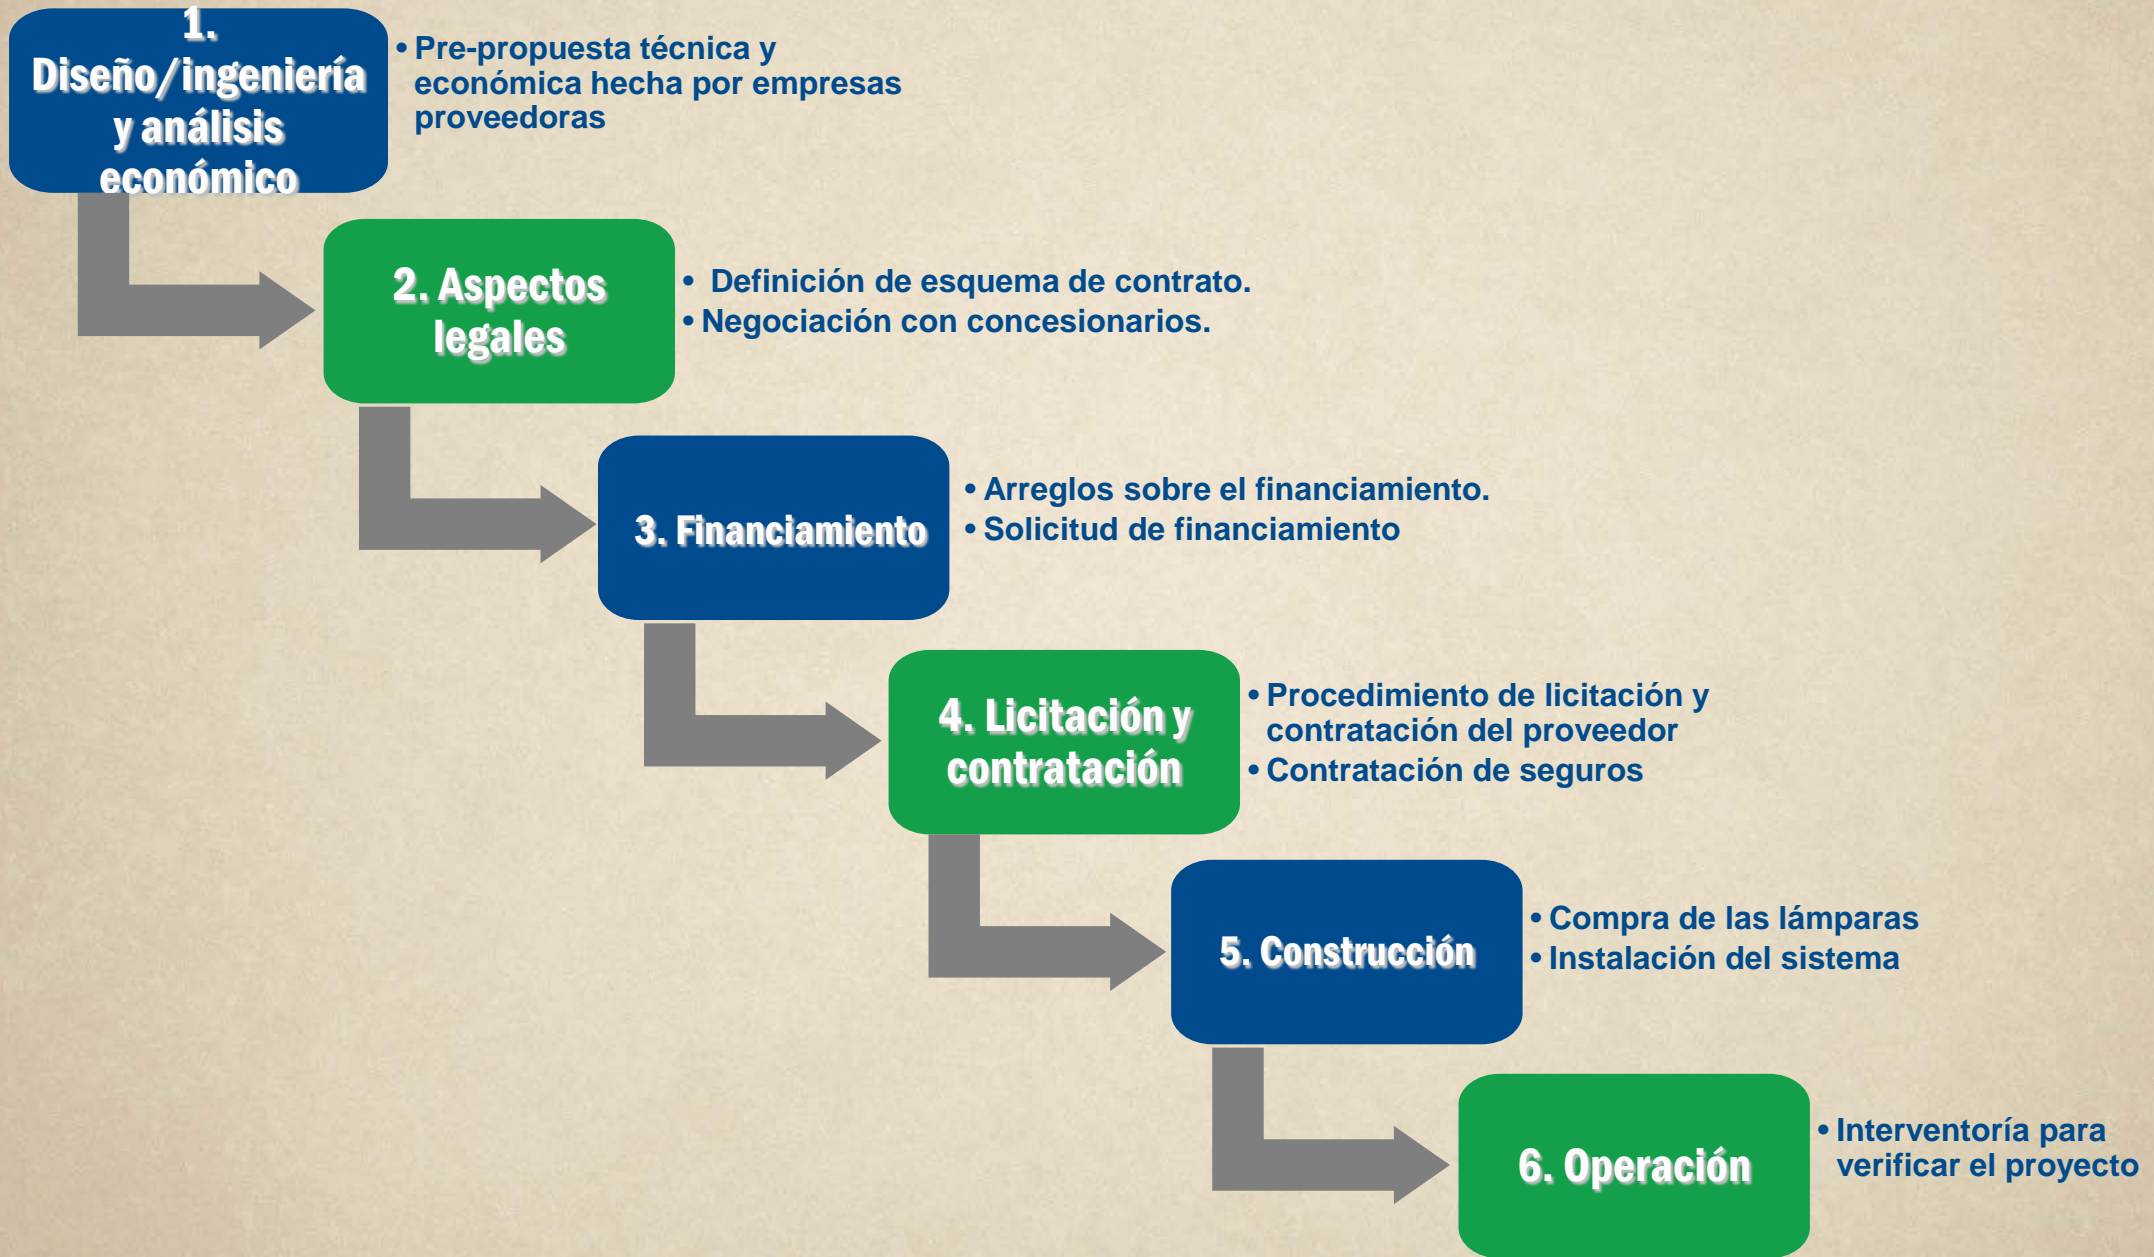 1.
Diseño/ingeniería
y análisis
económico
• Pre-propuesta técnica y
económica hecha por empresas
proveedoras
2. Aspectos
legales
• Definición de esquema de contrato.
• Negociación con concesionarios.
3. Financiamiento
• Arreglos sobre el financiamiento.
• Solicitud de financiamiento
4. Licitación y
contratación
• Procedimiento de licitación y
contratación del proveedor
• Contratación de seguros
5. Construcción
• Compra de las lámparas
• Instalación del sistema
6. Operación
• Interventoría para
verificar el proyecto